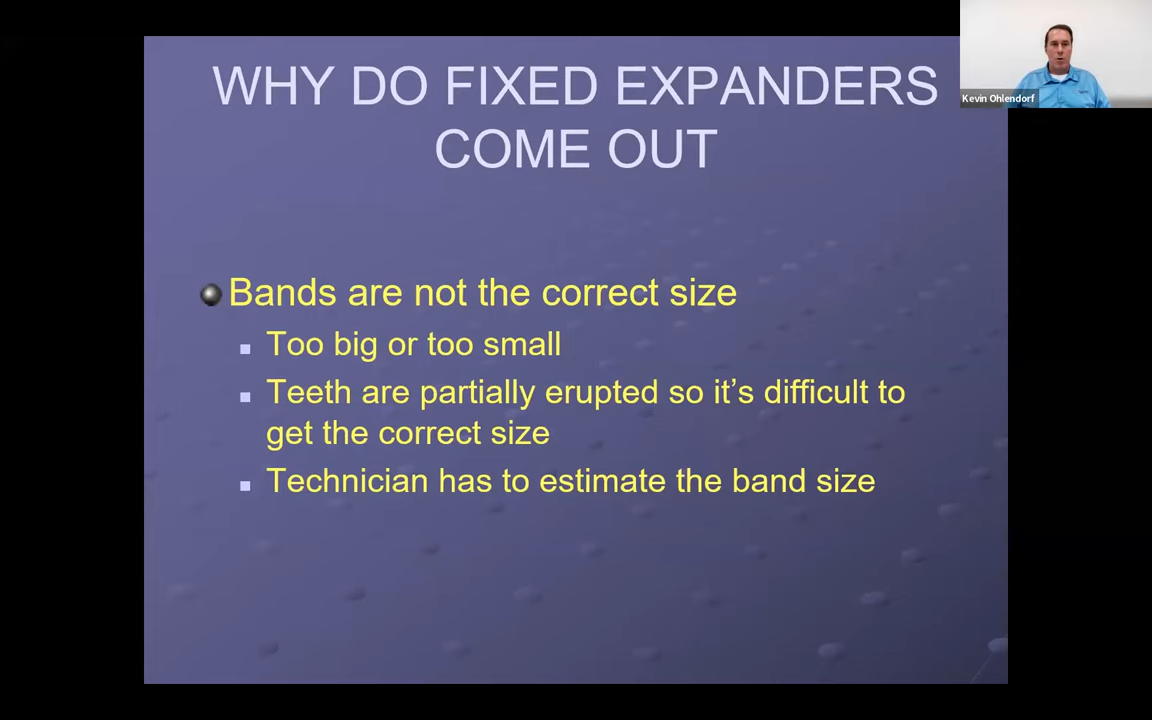 WHY DO FIXED EXPANDERS
COME OUT
Kevin Ohlendorf
Bands are not the correct size
Too big or too small
Teeth are partially erupted so it’s difficult to
get the correct size
Technician has to estimate the band size